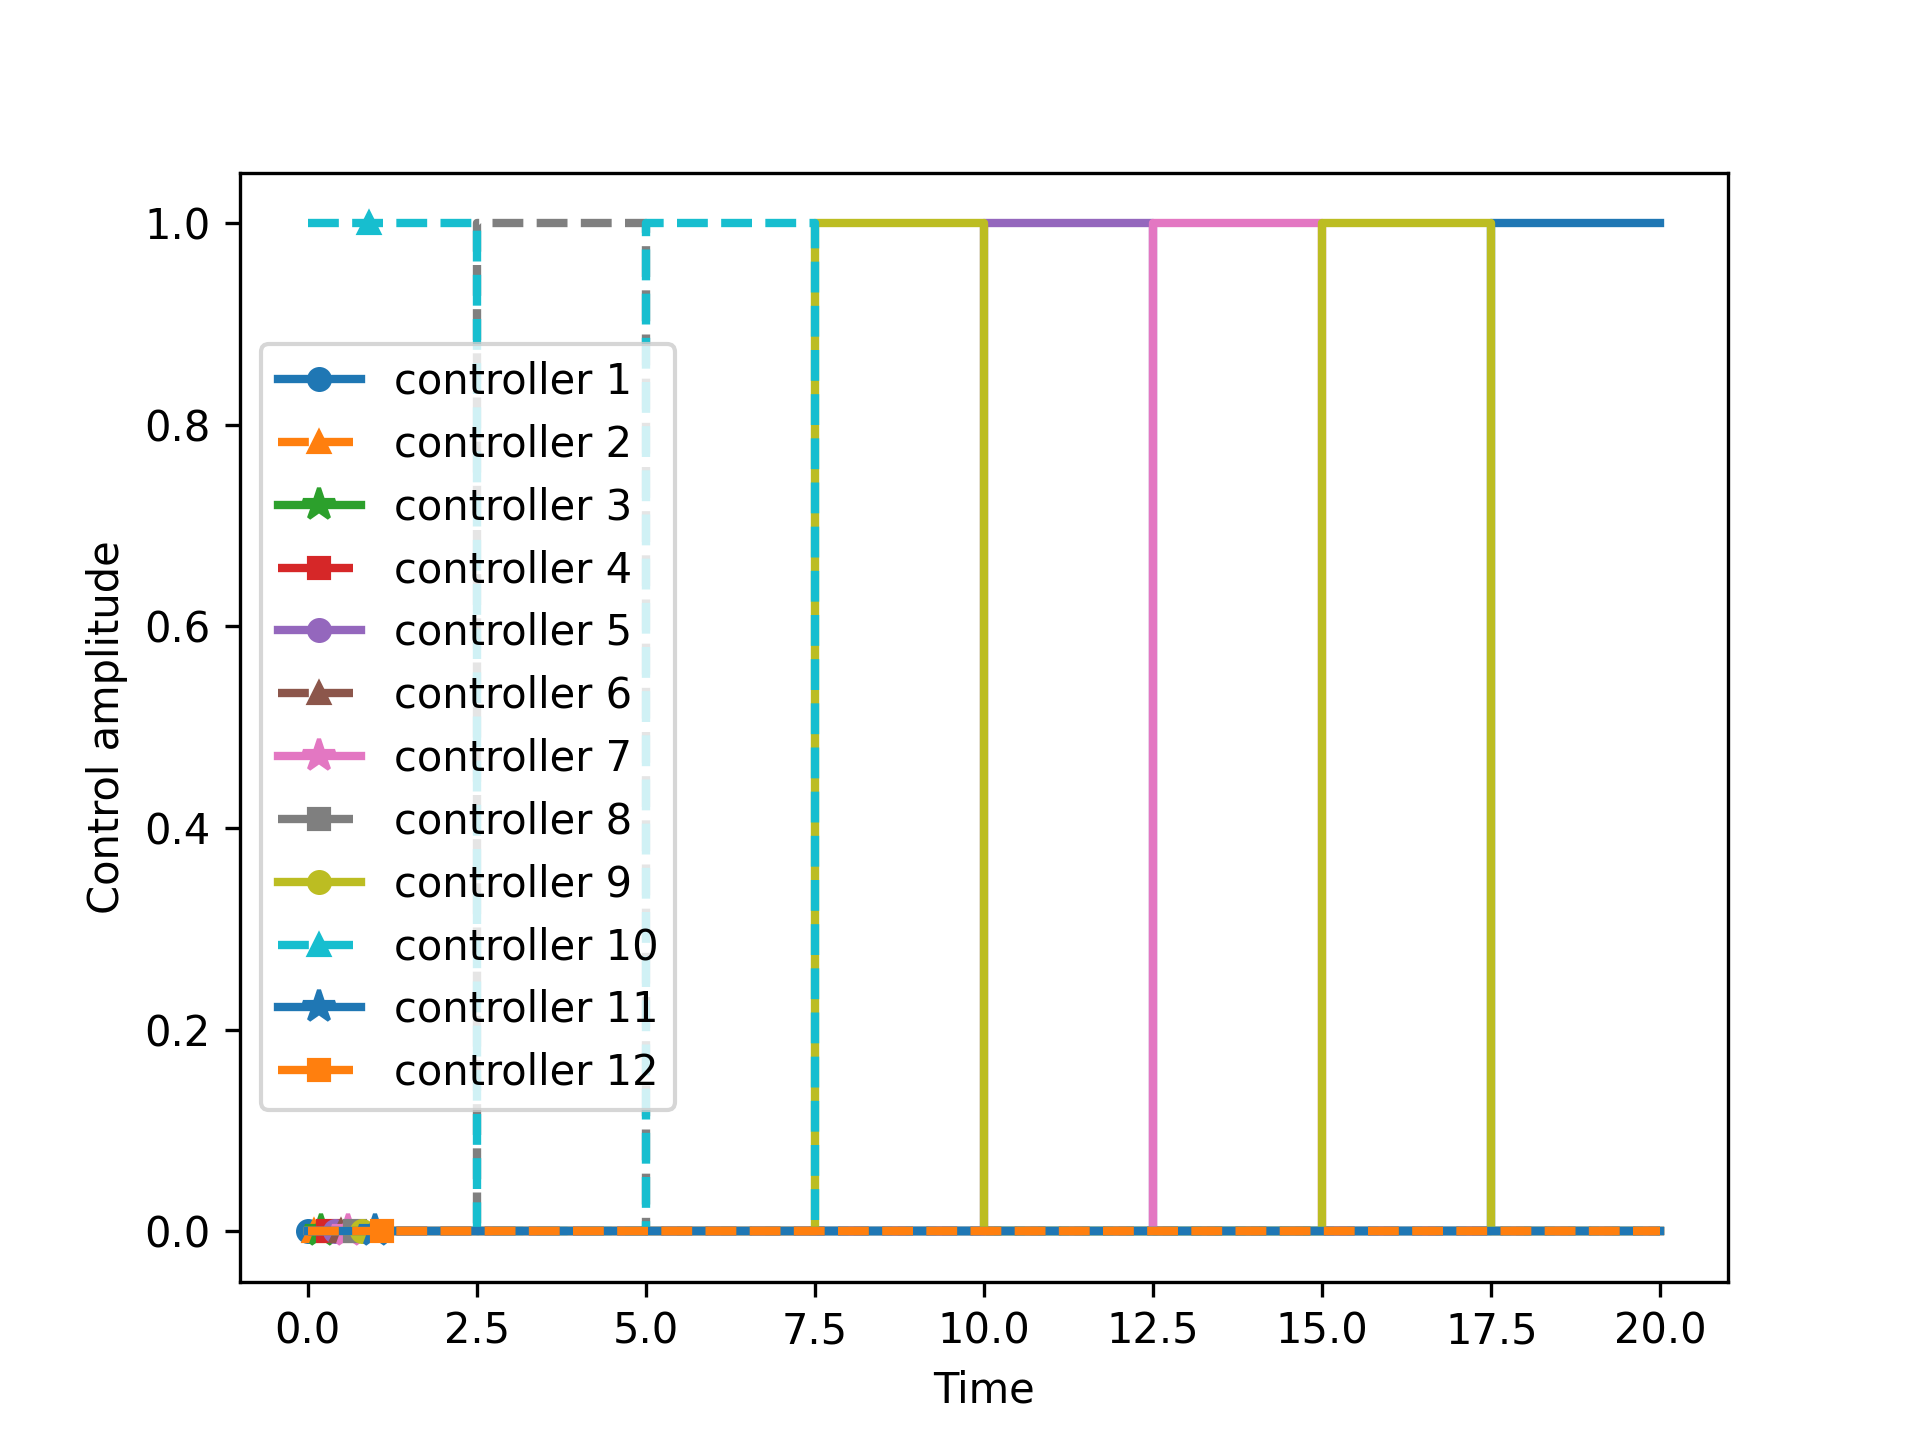 1.0
0.8
0.6
0.4
0.2
0.0
Control amplitude
controller 1
controller 2
controller 3
controller 4
controller 5
controller 6
controller 7
controller 8
controller 9
controller 10
controller 11
controller 12
0.0 2.5 5.0 7.5 10.0 12.5 15.0 17.5 20.0
Time